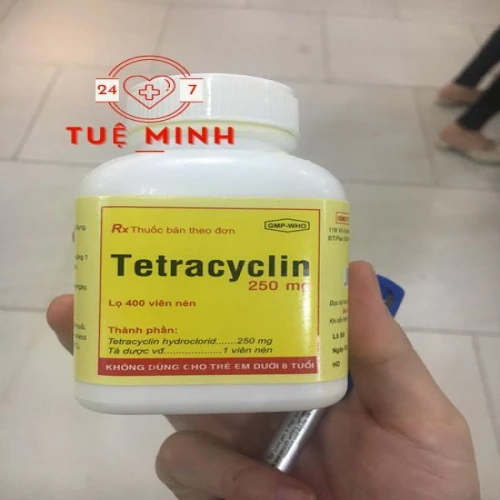 24 7
TUỆ MINH
Rx Thuốc bán theo đơn
GMP-WHO
Tetracyclin
250 mg
Lọ 400 viên nén
Thành phần:
Tetracyclin hydroclorid.......250 mg
Tá dược vđ....................1 viên nén
KHÔNG DÙNG CHO TRẺ EM DƯỚI 8 TUỔI